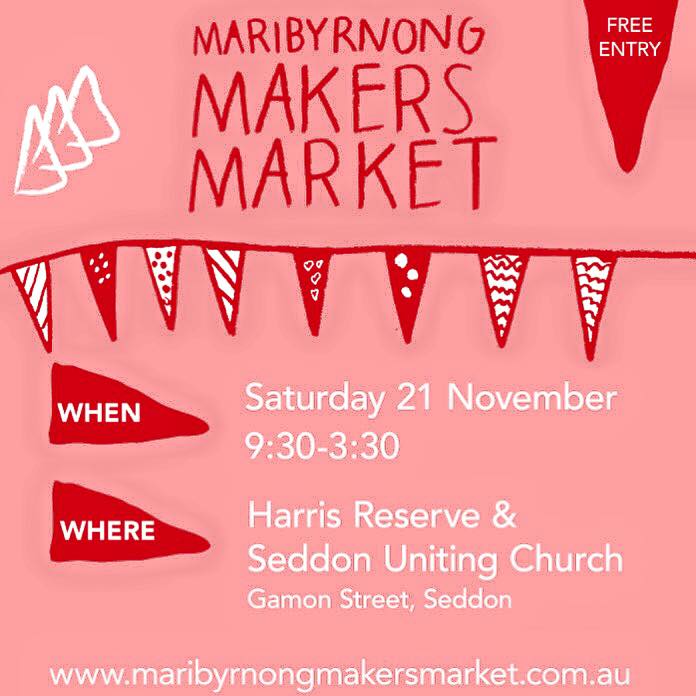 MARIBYRNONG
MAKERS
MARKET
FREE
ENTRY
WHEN
Saturday 21 November
9:30-3:30
WHERE
Harris Reserve &
Seddon Uniting Church
Gamon Street, Seddon
www.maribyrnongmakersmarket.com.au